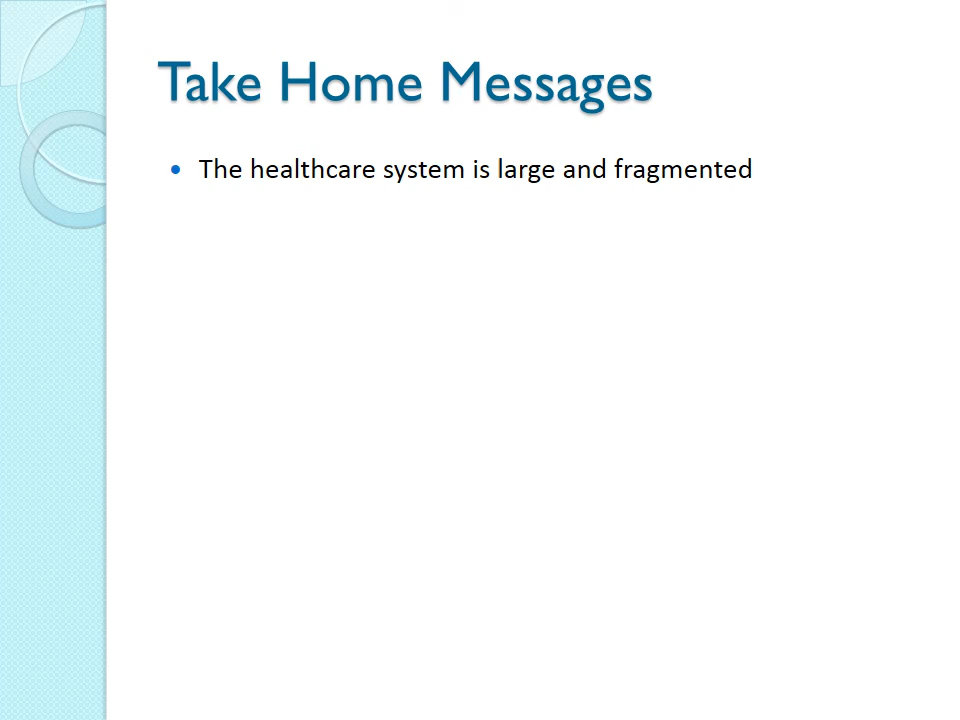 Take Home Messages
• The healthcare system is large and fragmented